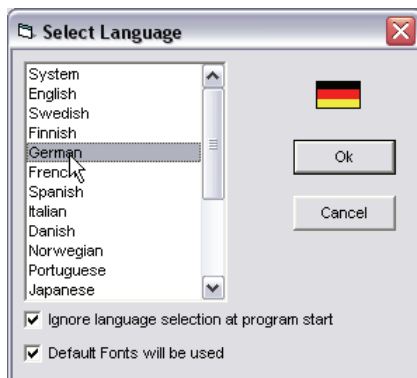 Select Language
System
English
Swedish
Finnish
German
French
Spanish
Italian
Danish
Norwegian
Portuguese
Japanese
Ok
Cancel
Ignore language selection at program start
Default Fonts will be used